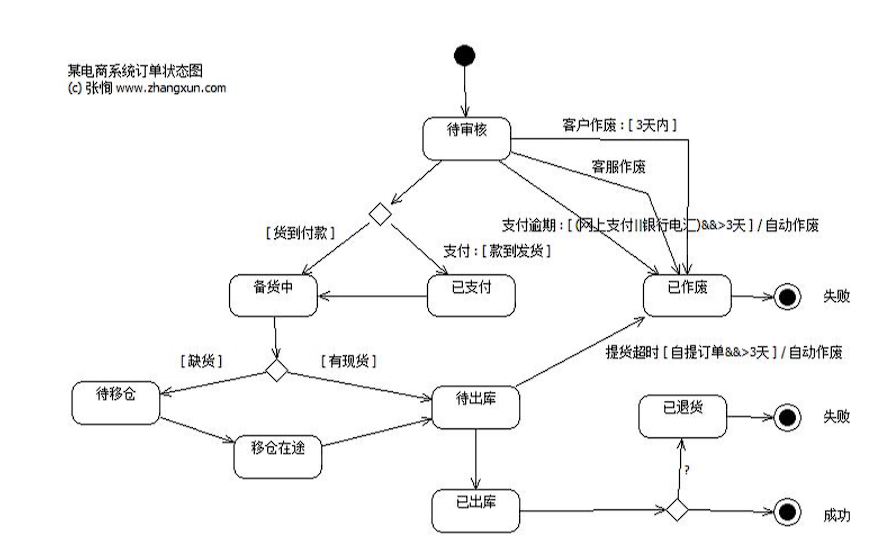 某电商系统订单状态图
(c) 张恂 www.zhangxun.com
待审核
客户作废 : [ 3天内 ]
客服作废
支付逾期 : [ (网上支付||银行电汇)&&>3天 ] / 自动作废
[ 货到付款 ]
支付 : [ 款到发货 ]
备货中
已支付
已作废
失败
[ 缺货 ]
[ 有现货 ]
提货超时 [ 自提订单&&>3天 ] / 自动作废
待移仓
待出库
已退货
失败
移仓在途
?
已出库
成功